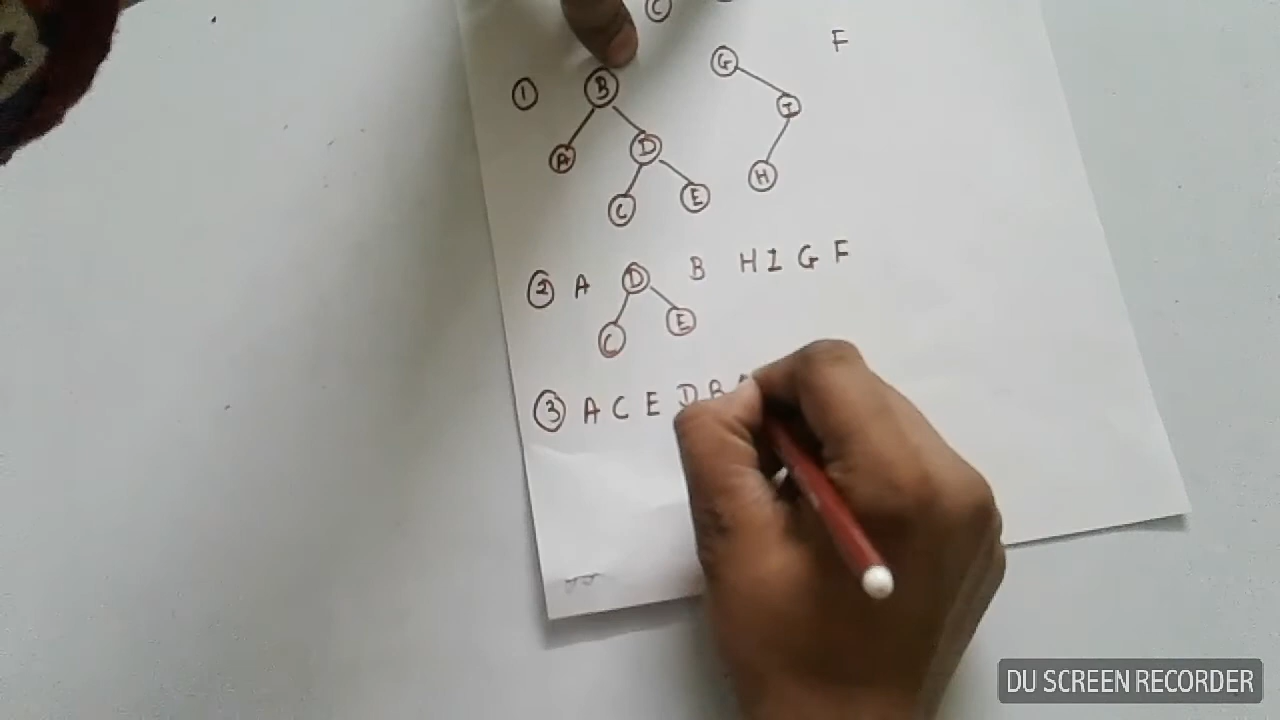 C
F
G
① B
I
A D
H
C E
② A D B H I G F
C E
③ A C E D B
DU SCREEN RECORDER